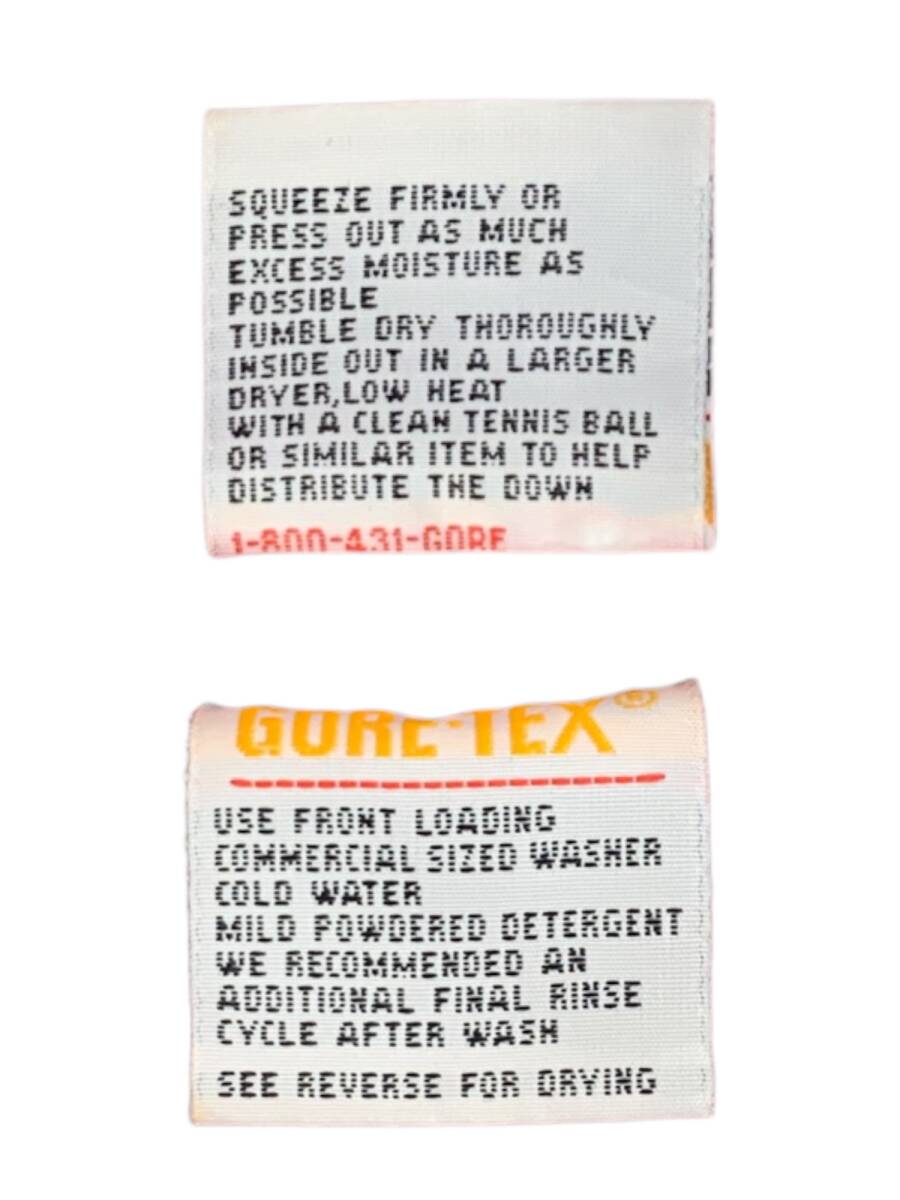 SQUEEZE FIRMLY OR
PRESS OUT AS MUCH
EXCESS MOISTURE AS
POSSIBLE
TUMBLE DRY THOROUGHLY
INSIDE OUT IN A LARGER
DRYER,LOW HEAT
WITH A CLEAN TENNIS BALL
OR SIMILAR ITEM TO HELP
DISTRIBUTE THE DOWN
1-800-431-GORE
GORE-TEX®
USE FRONT LOADING
COMMERCIAL SIZED WASHER
COLD WATER
MILD POWDERED DETERGENT
WE RECOMMENDED AN
ADDITIONAL FINAL RINSE
CYCLE AFTER WASH
SEE REVERSE FOR DRYING